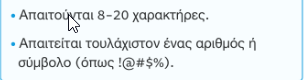 • Απαιτούνται 8–20 χαρακτήρες.
• Απαιτείται τουλάχιστον ένας αριθμός ή
σύμβολο (όπως !@#$%).